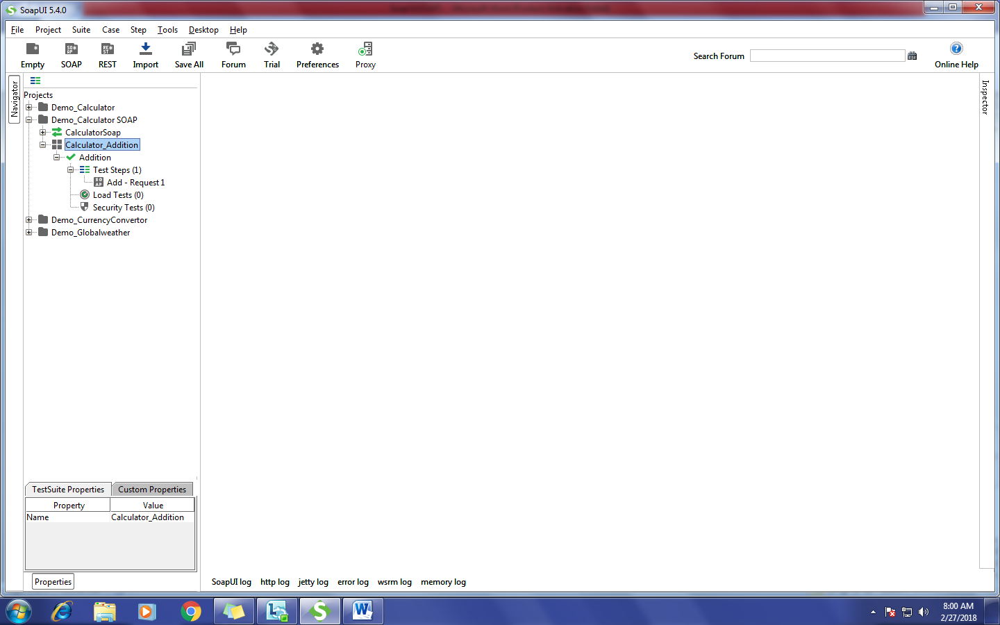 SoapUI 5.4.0
File Project Suite Case Step Tools Desktop Help
Empty SOAP REST Import Save All Forum Trial Preferences Proxy
Search Forum
Online Help
Navigator
Inspector
Projects
Demo_Calculator
Demo_Calculator SOAP
CalculatorSoap
Calculator_Addition
Addition
Test Steps (1)
Add - Request 1
Load Tests (0)
Security Tests (0)
Demo_CurrencyConvertor
Demo_Globalweather
TestSuite Properties Custom Properties
Property Value
Name Calculator_Addition
Properties
SoapUI log http log jetty log error log wsrm log memory log
8:00 AM
2/27/2018